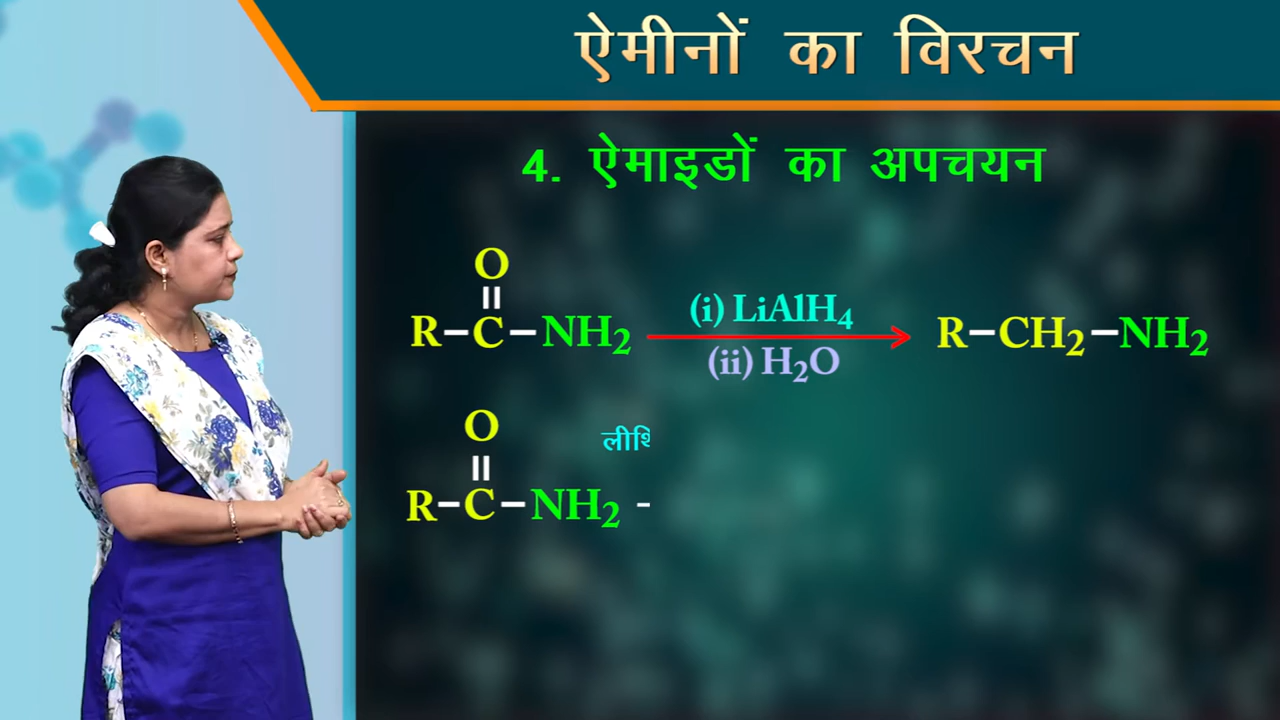 ऐमीनों का विरचन
4. ऐमाइडों का अपचयन
O
||
R–C–NH₂ (i) LiAlH₄ (ii) H₂O R–CH₂–NH₂
O
||
R–C–NH₂ –